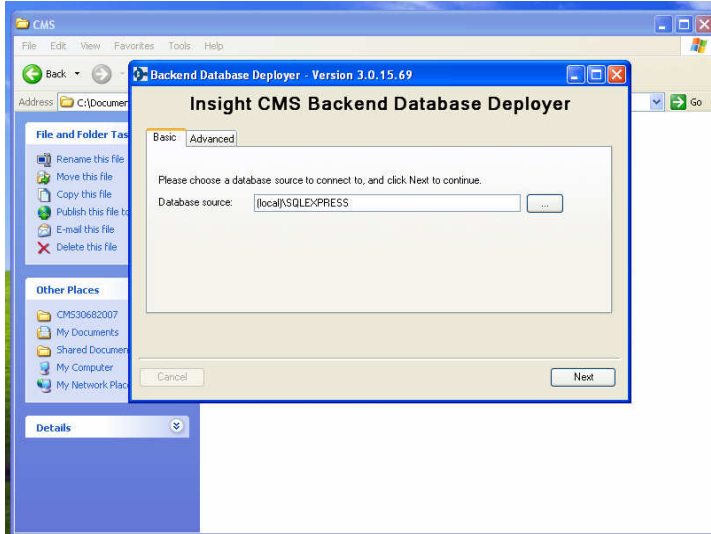 CMS
File Edit View Favorites Tools Help
Back
Address C:\Documen
Go
File and Folder Tas
Rename this file
Move this file
Copy this file
Publish this file to
E-mail this file
Delete this file
Other Places
CMS30682007
My Documents
Shared Documen
My Computer
My Network Plac
Details
Backend Database Deployer - Version 3.0.15.69
Insight CMS Backend Database Deployer
Basic Advanced
Please choose a database source to connect to, and click Next to continue.
Database source: (local)\SQLEXPRESS ...
Cancel Next